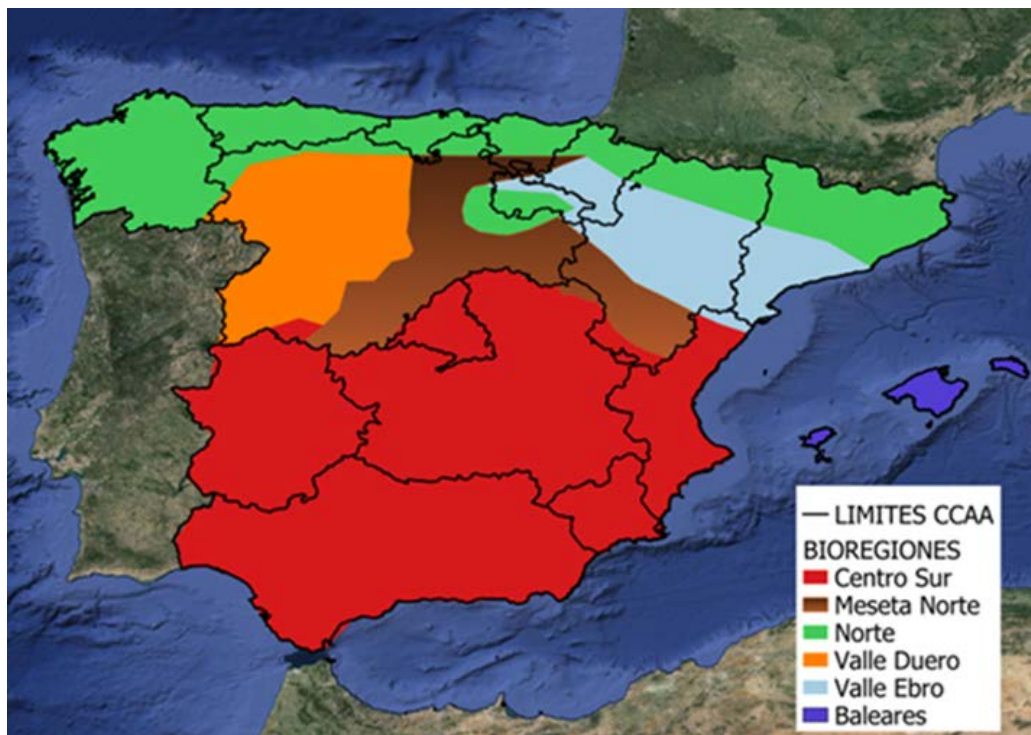 LIMITES CCAA
BIOREGIONES
Centro Sur
Meseta Norte
Norte
Valle Duero
Valle Ebro
Baleares